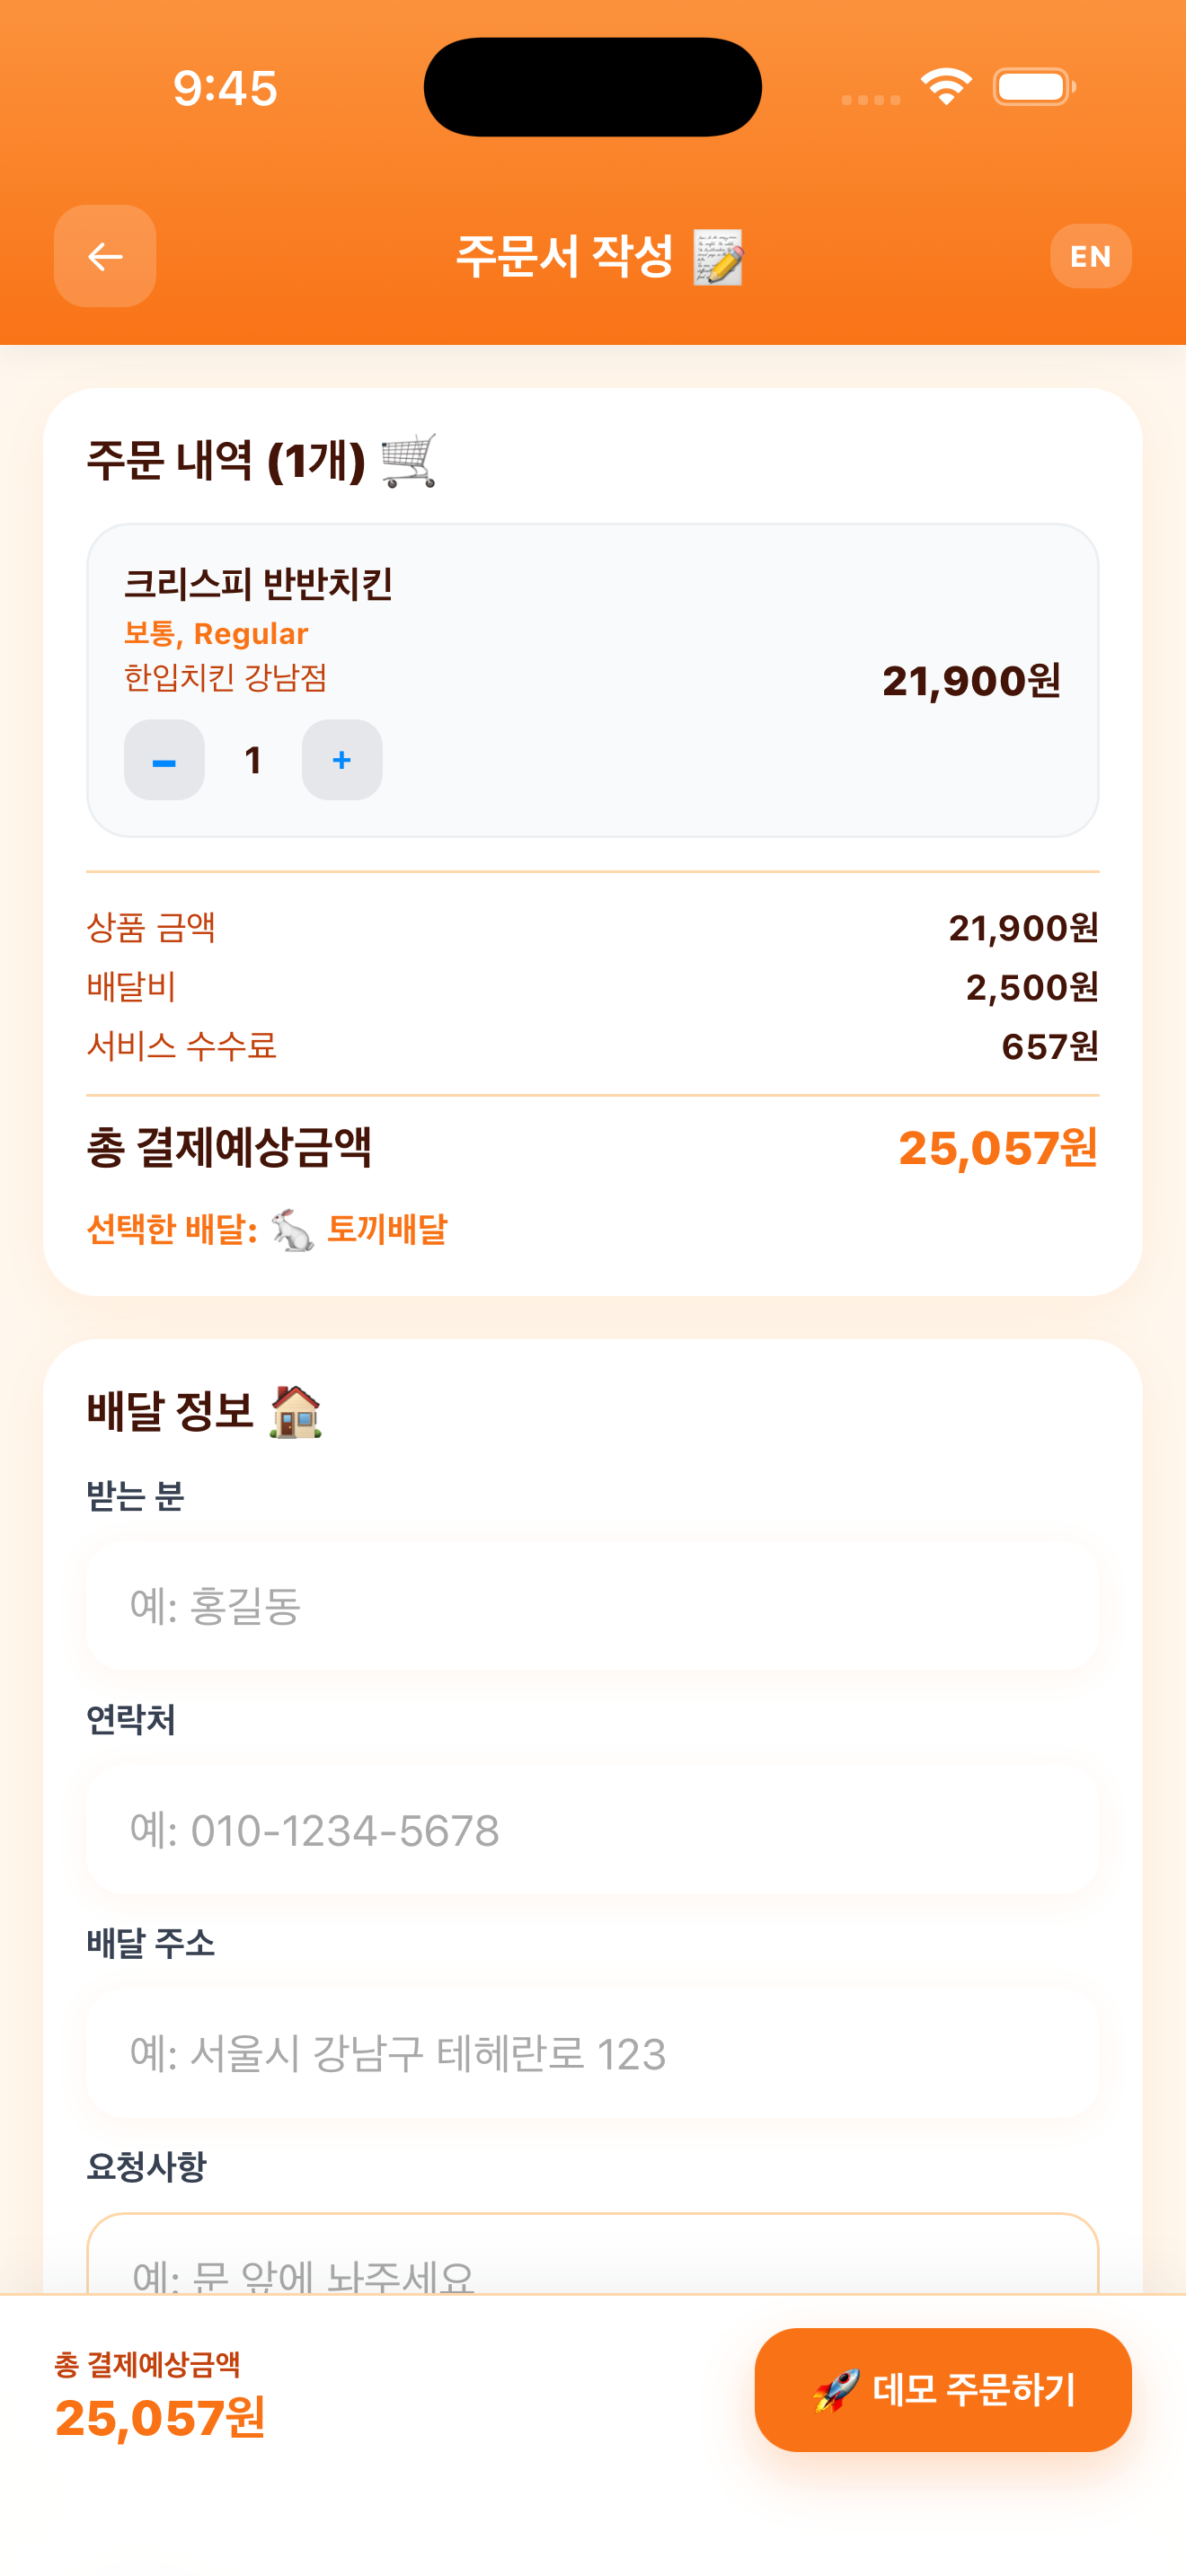 9:45
주문서 작성 📝
EN
주문 내역 (1개) 🛒
크리스피 반반치킨
보통, Regular
한입치킨 강남점
21,900원
− 1 +
상품 금액 21,900원
배달비 2,500원
서비스 수수료 657원
총 결제예상금액 25,057원
선택한 배달: 🐇 토끼배달
배달 정보 🏠
받는 분
예: 홍길동
연락처
예: 010-1234-5678
배달 주소
예: 서울시 강남구 테헤란로 123
요청사항
예: 문 앞에 놔주세요
총 결제예상금액
25,057원
🚀 데모 주문하기